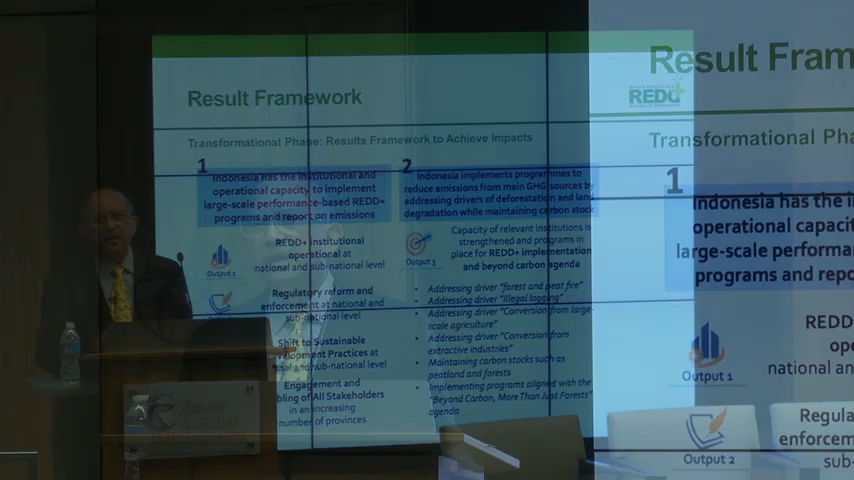 Result Framework
REDD+
Transformational Phase: Results Framework to Achieve Impacts
1
Indonesia has the institutional and
operational capacity to implement
large-scale performance-based REDD+
programs and report on emissions
REDD+ institutional
operational at
national and sub-national level
Output 1
Regulatory reform and
enforcement at national and
sub-national level
Shift to Sustainable
Practices at
and sub-national level
Engagement and
of All Stakeholders
in an increasing
number of provinces
2
Indonesia implements programmes to
reduce emissions from main GHG sources by
addressing drivers of deforestation and land
degradation while maintaining carbon stock
Capacity of relevant institutions is
strengthened and programs in
place for REDD+ implementation
and beyond carbon agenda
Output 3
• Addressing driver "forest and peat fire"
• Addressing driver "Illegal logging"
• Addressing driver "Conversion from large-
scale agriculture"
• Addressing driver "Conversion from
extractive industries"
• Maintaining carbon stocks such as
peatland and forests
• Implementing programs aligned with the
"Beyond Carbon, More Than Just Forests"
agenda
Result Fram
Transformational Pha
1
Indonesia has the i
operational capacit
large-scale performa
programs and repo
REDD
ope
national an
Output 1
Regula
enforcem
sub-
Output 2